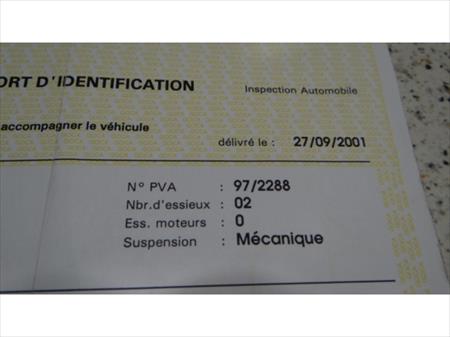 ORT D'IDENTIFICATION
Inspection Automobile
accompagner le véhicule
délivré le : 27/09/2001
N° PVA : 97/2288
Nbr.d'essieux : 02
Ess. moteurs : 0
Suspension : Mécanique